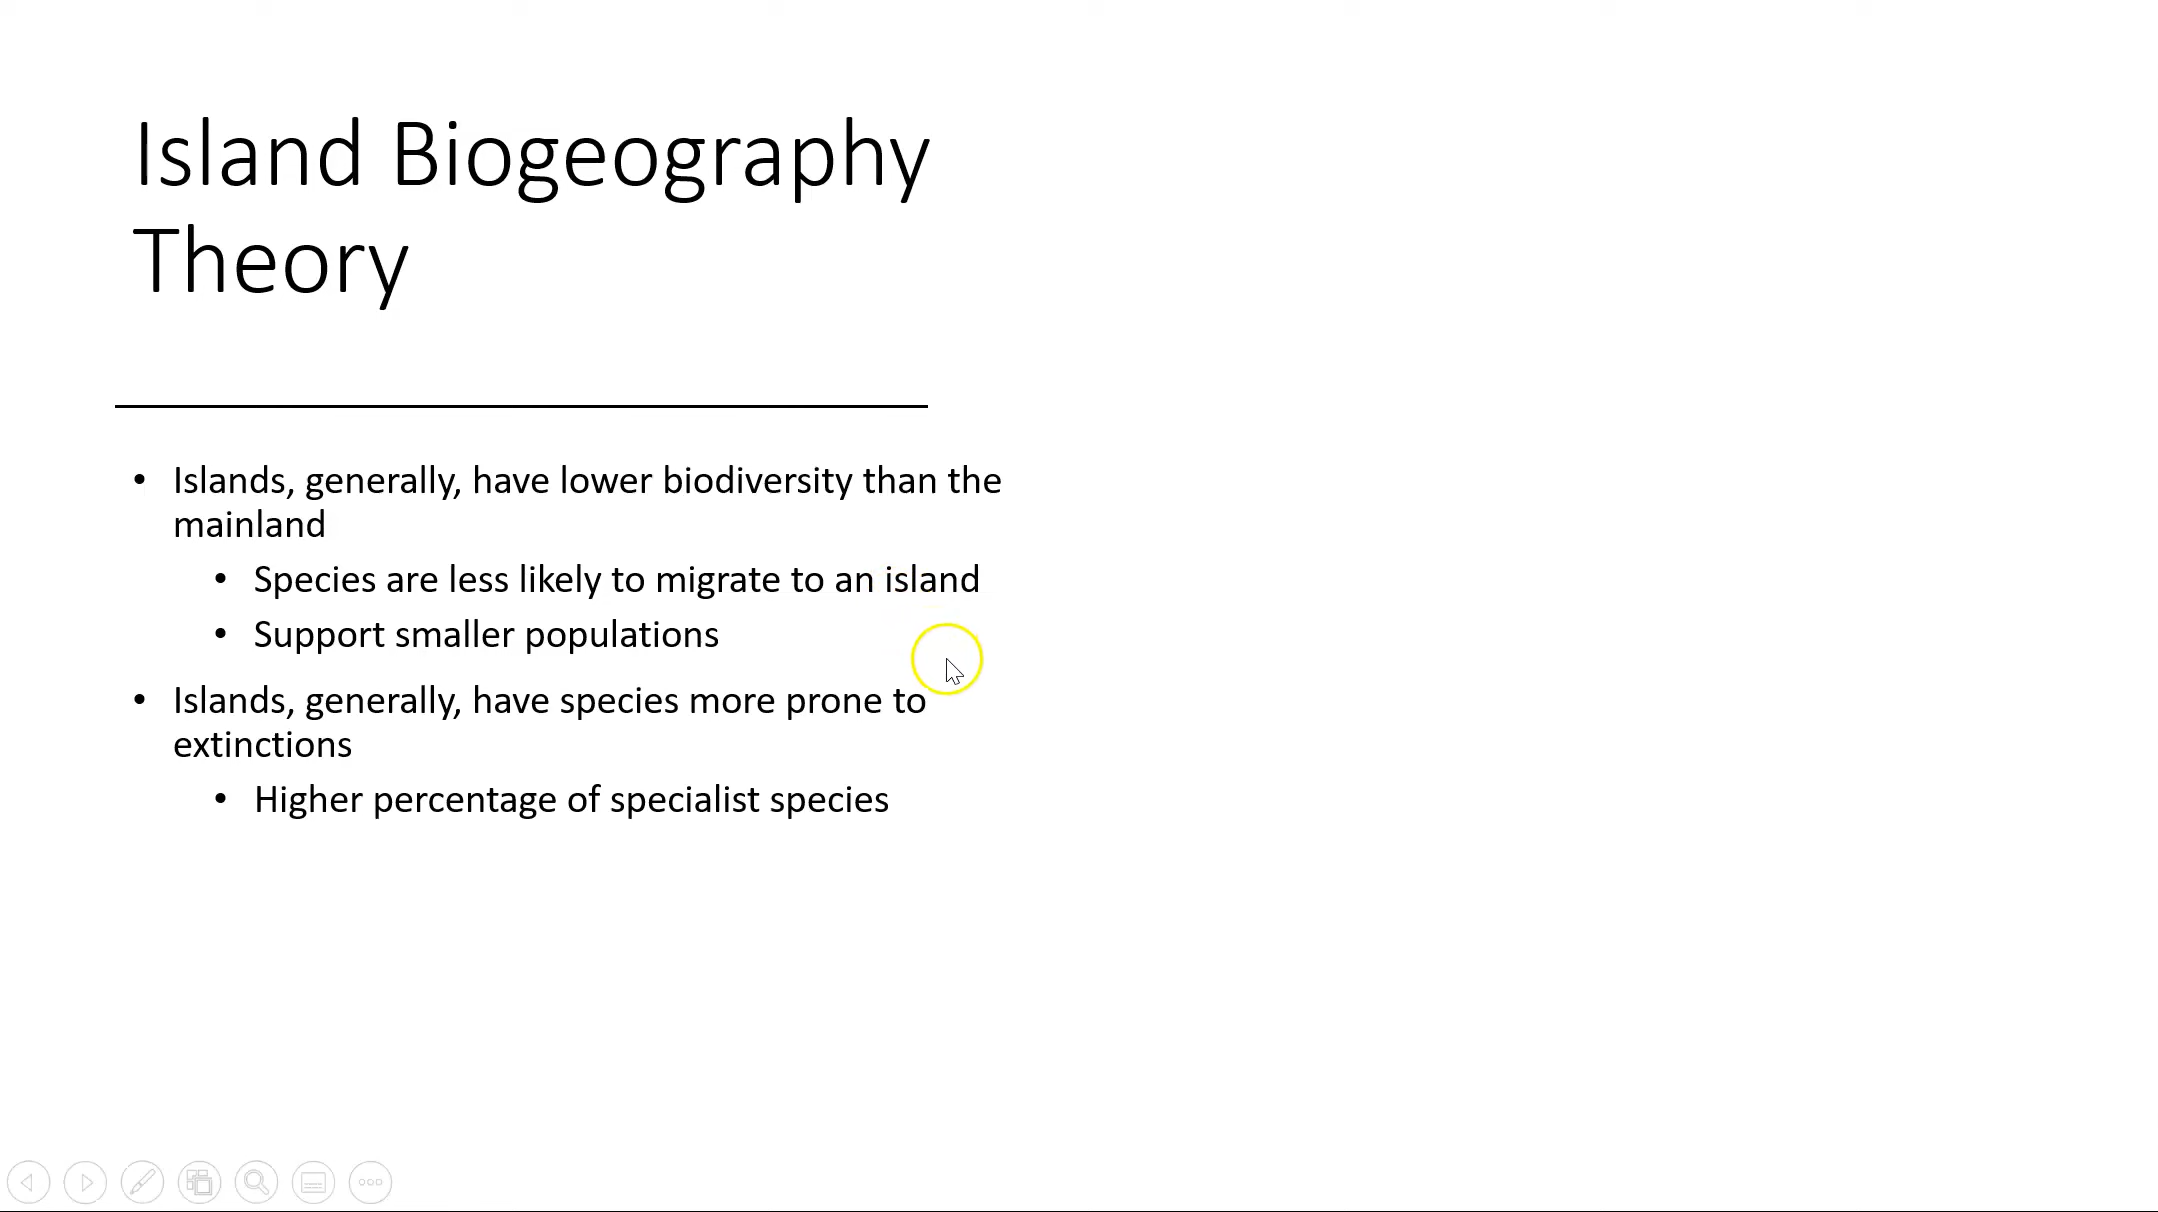 Island Biogeography
Theory
• Islands, generally, have lower biodiversity than the
mainland
• Species are less likely to migrate to an island
• Support smaller populations
• Islands, generally, have species more prone to
extinctions
• Higher percentage of specialist species